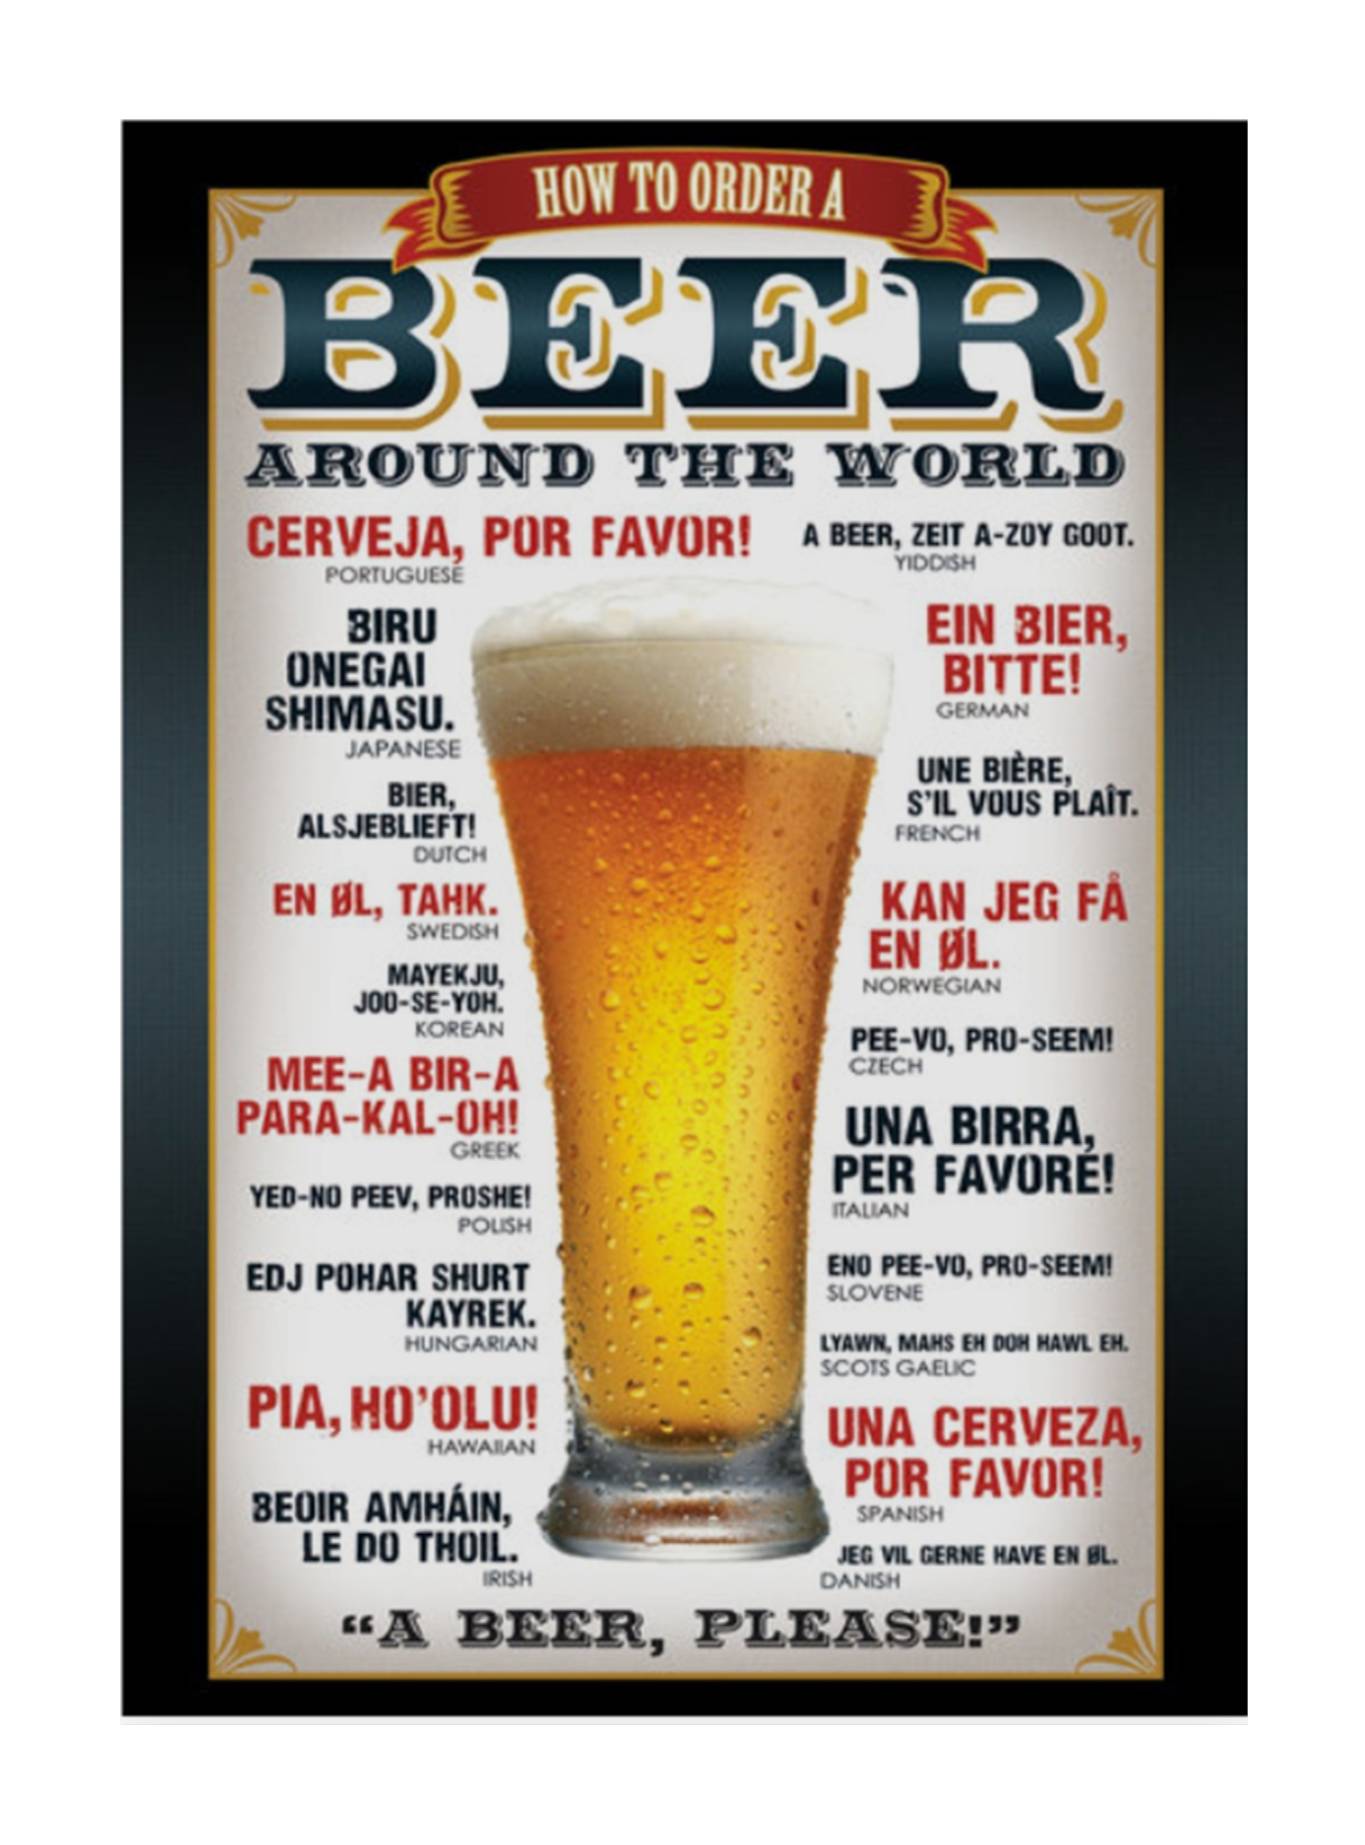 HOW TO ORDER A
BEER
AROUND THE WORLD
CERVEJA, POR FAVOR!
PORTUGUESE
A BEER, ZEIT A-ZOY GOOT.
YIDDISH
BIRU
ONEGAI
SHIMASU.
JAPANESE
EIN BIER,
BITTE!
GERMAN
BIER,
ALSJEBLIEFT!
DUTCH
UNE BIÈRE,
S'IL VOUS PLAÎT.
FRENCH
EN ØL, TAHK.
SWEDISH
KAN JEG FÅ
EN ØL.
NORWEGIAN
MAYEKJU,
JOO-SE-YOH.
KOREAN
PEE-VO, PRO-SEEM!
CZECH
MEE-A BIR-A
PARA-KAL-OH!
GREEK
UNA BIRRA,
PER FAVORE!
ITALIAN
YED-NO PEEV, PROSHE!
POLISH
ENO PEE-VO, PRO-SEEM!
SLOVENE
EDJ POHAR SHURT
KAYREK.
HUNGARIAN
LYAWN, MAHS EH DOH HAWL EH.
SCOTS GAELIC
PIA, HO'OLU!
HAWAIIAN
UNA CERVEZA,
POR FAVOR!
SPANISH
BEOIR AMHÁIN,
LE DO THOIL.
IRISH
JEG VIL GERNE HAVE EN ØL.
DANISH
“A BEER, PLEASE!”